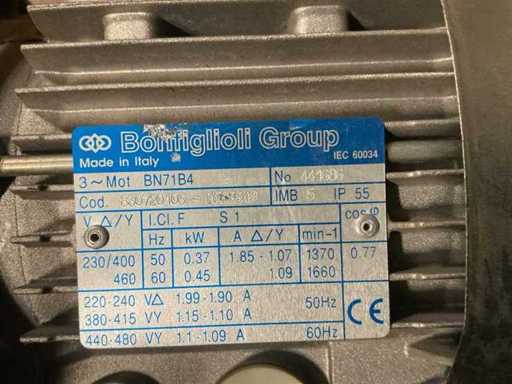 Bonfiglioli Group
Made in Italy IEC 60034
3~Mot BN71B4 No
Cod. IMB 5 IP 55
V Δ/Y I.Cl. F S 1 cos φ
Hz kW A Δ/Y min-1
230/400 50 0.37 1.85 - 1.07 1370 0.77
460 60 0.45 1.09 1660
220-240 VΔ 1.99-1.90 A 50Hz
380-415 VY 1.15-1.10 A
440-480 VY 1.1-1.09 A 60Hz
CE